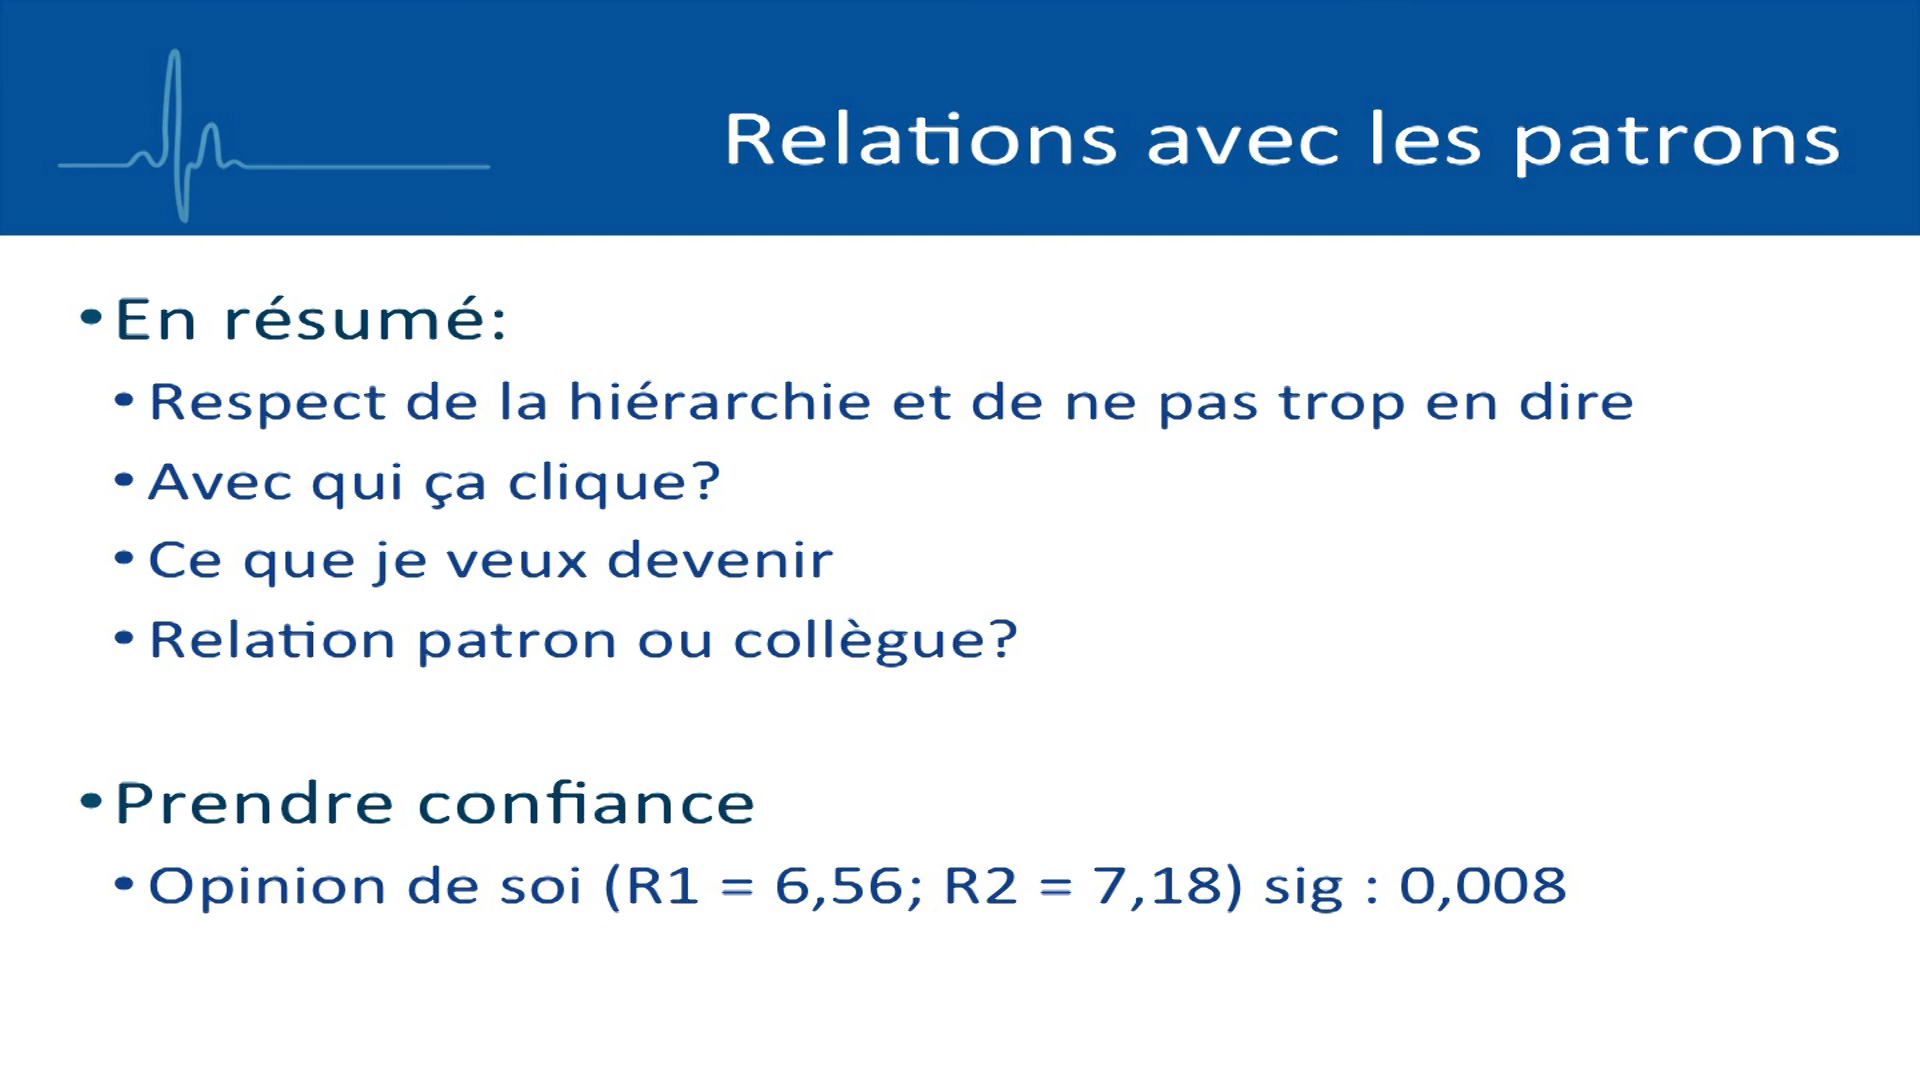 Relations avec les patrons
• En résumé:
• Respect de la hiérarchie et de ne pas trop en dire
• Avec qui ça clique?
• Ce que je veux devenir
• Relation patron ou collègue?
• Prendre confiance
• Opinion de soi (R1 = 6,56; R2 = 7,18) sig : 0,008